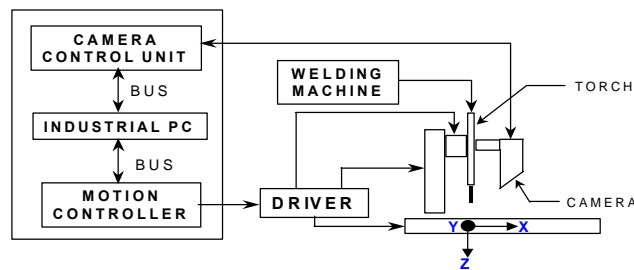 CAMERA
CONTROL UNIT
BUS
INDUSTRIAL PC
BUS
MOTION
CONTROLLER
DRIVER
WELDING
MACHINE
TORCH
CAMERA
Y X
Z